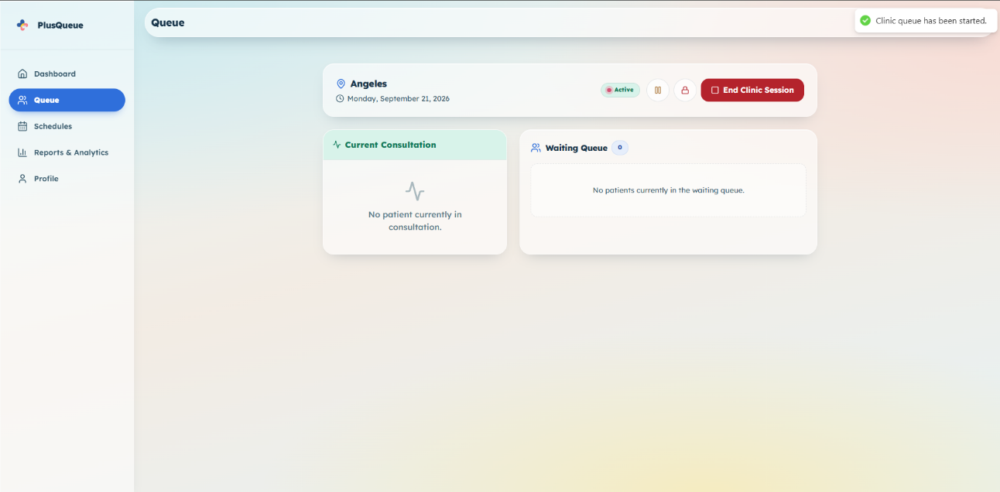 PlusQueue
Queue
Clinic queue has been started.
Dashboard
Queue
Schedules
Reports & Analytics
Profile
Angeles
Monday, September 21, 2026
Active
End Clinic Session
Current Consultation
No patient currently in
consultation.
Waiting Queue 0
No patients currently in the waiting queue.